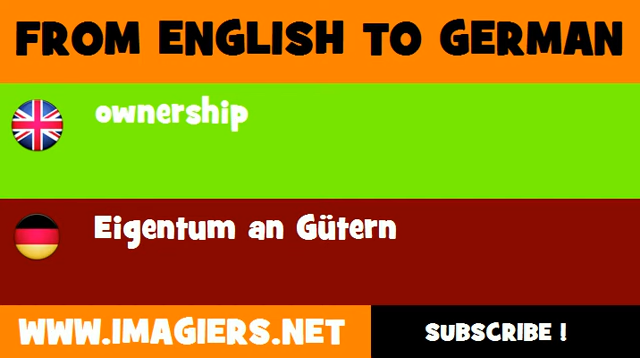 FROM ENGLISH TO GERMAN
ownership
Eigentum an Gütern
WWW.IMAGIERS.NET
SUBSCRIBE !